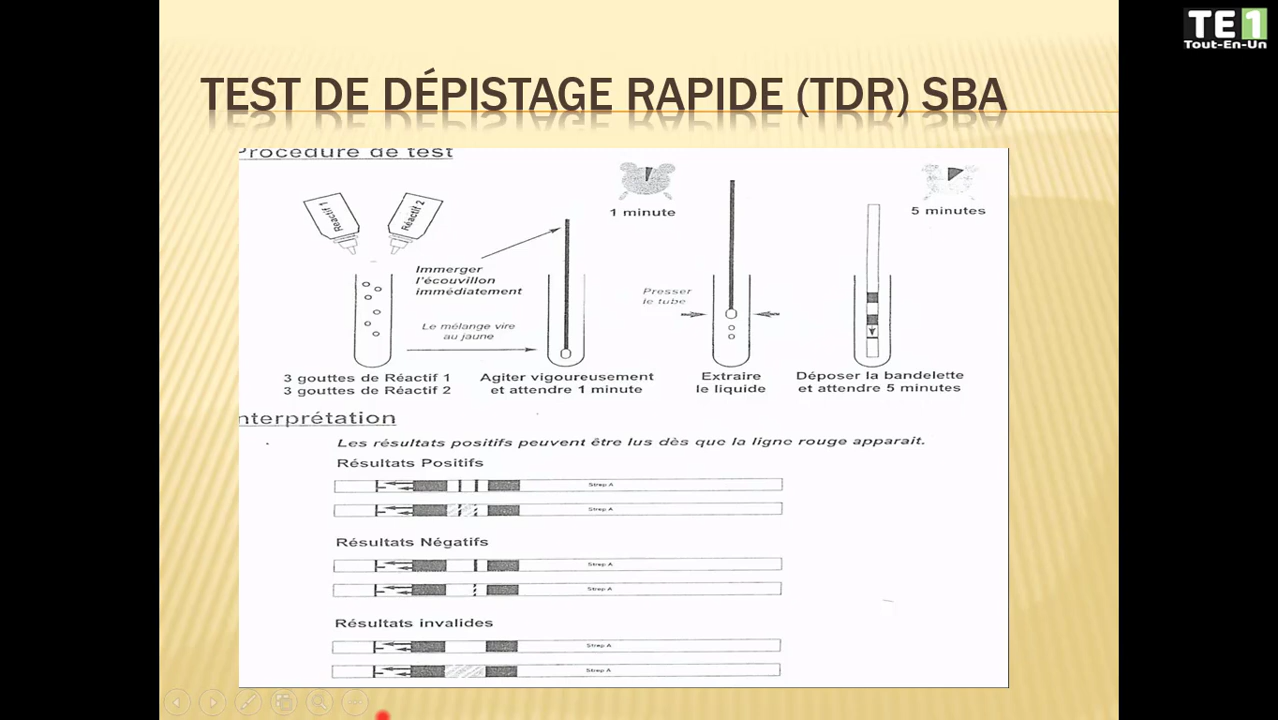 TE1
Tout-En-Un
TEST DE DÉPISTAGE RAPIDE (TDR) SBA
Procédure de test
Réactif 1
Réactif 2
1 minute
5 minutes
Immerger
l'écouvillon
immédiatement
Presser
le tube
Le mélange vire
au jaune
3 gouttes de Réactif 1
3 gouttes de Réactif 2
Agiter vigoureusement
et attendre 1 minute
Extraire
le liquide
Déposer la bandelette
et attendre 5 minutes
nterprétation
Les résultats positifs peuvent être lus dès que la ligne rouge apparait.
Résultats Positifs
Strep A
Strep A
Résultats Négatifs
Strep A
Strep A
Résultats invalides
Strep A
Strep A